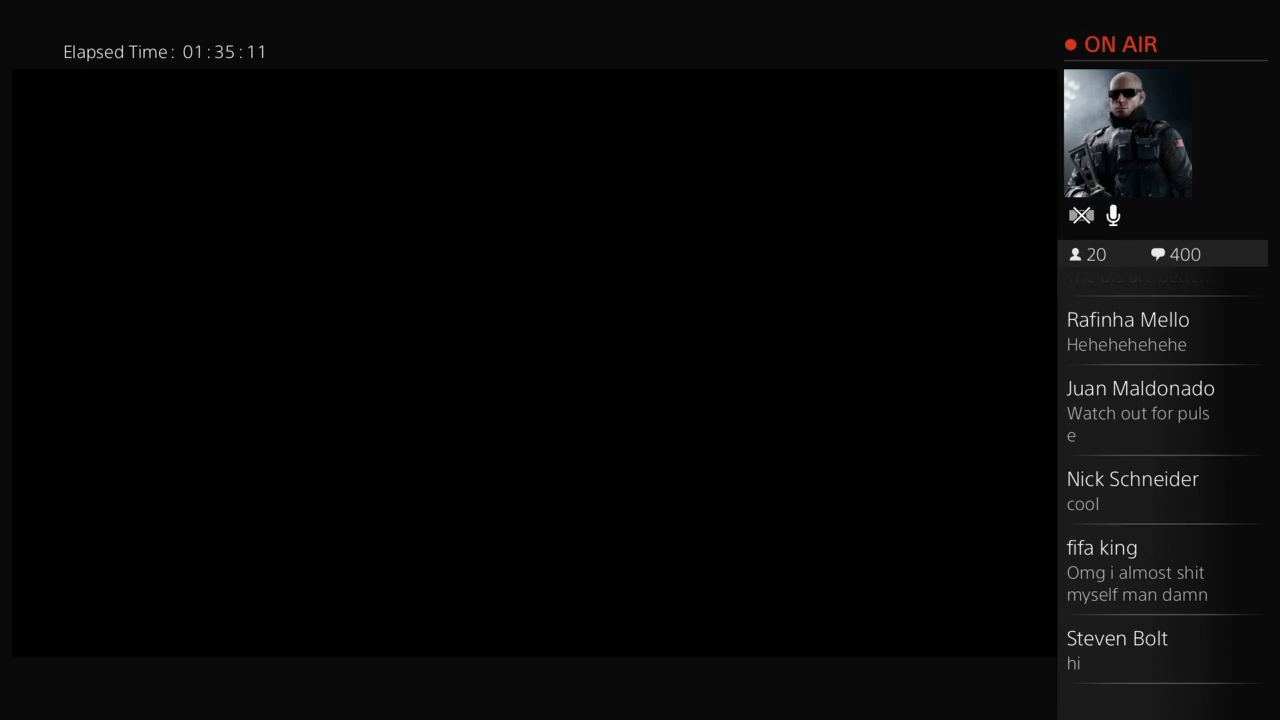 Elapsed Time: 01:35:11
ON AIR
20 400
Rafinha Mello
Hehehehehehe
Juan Maldonado
Watch out for puls
e
Nick Schneider
cool
fifa king
Omg i almost shit
myself man damn
Steven Bolt
hi